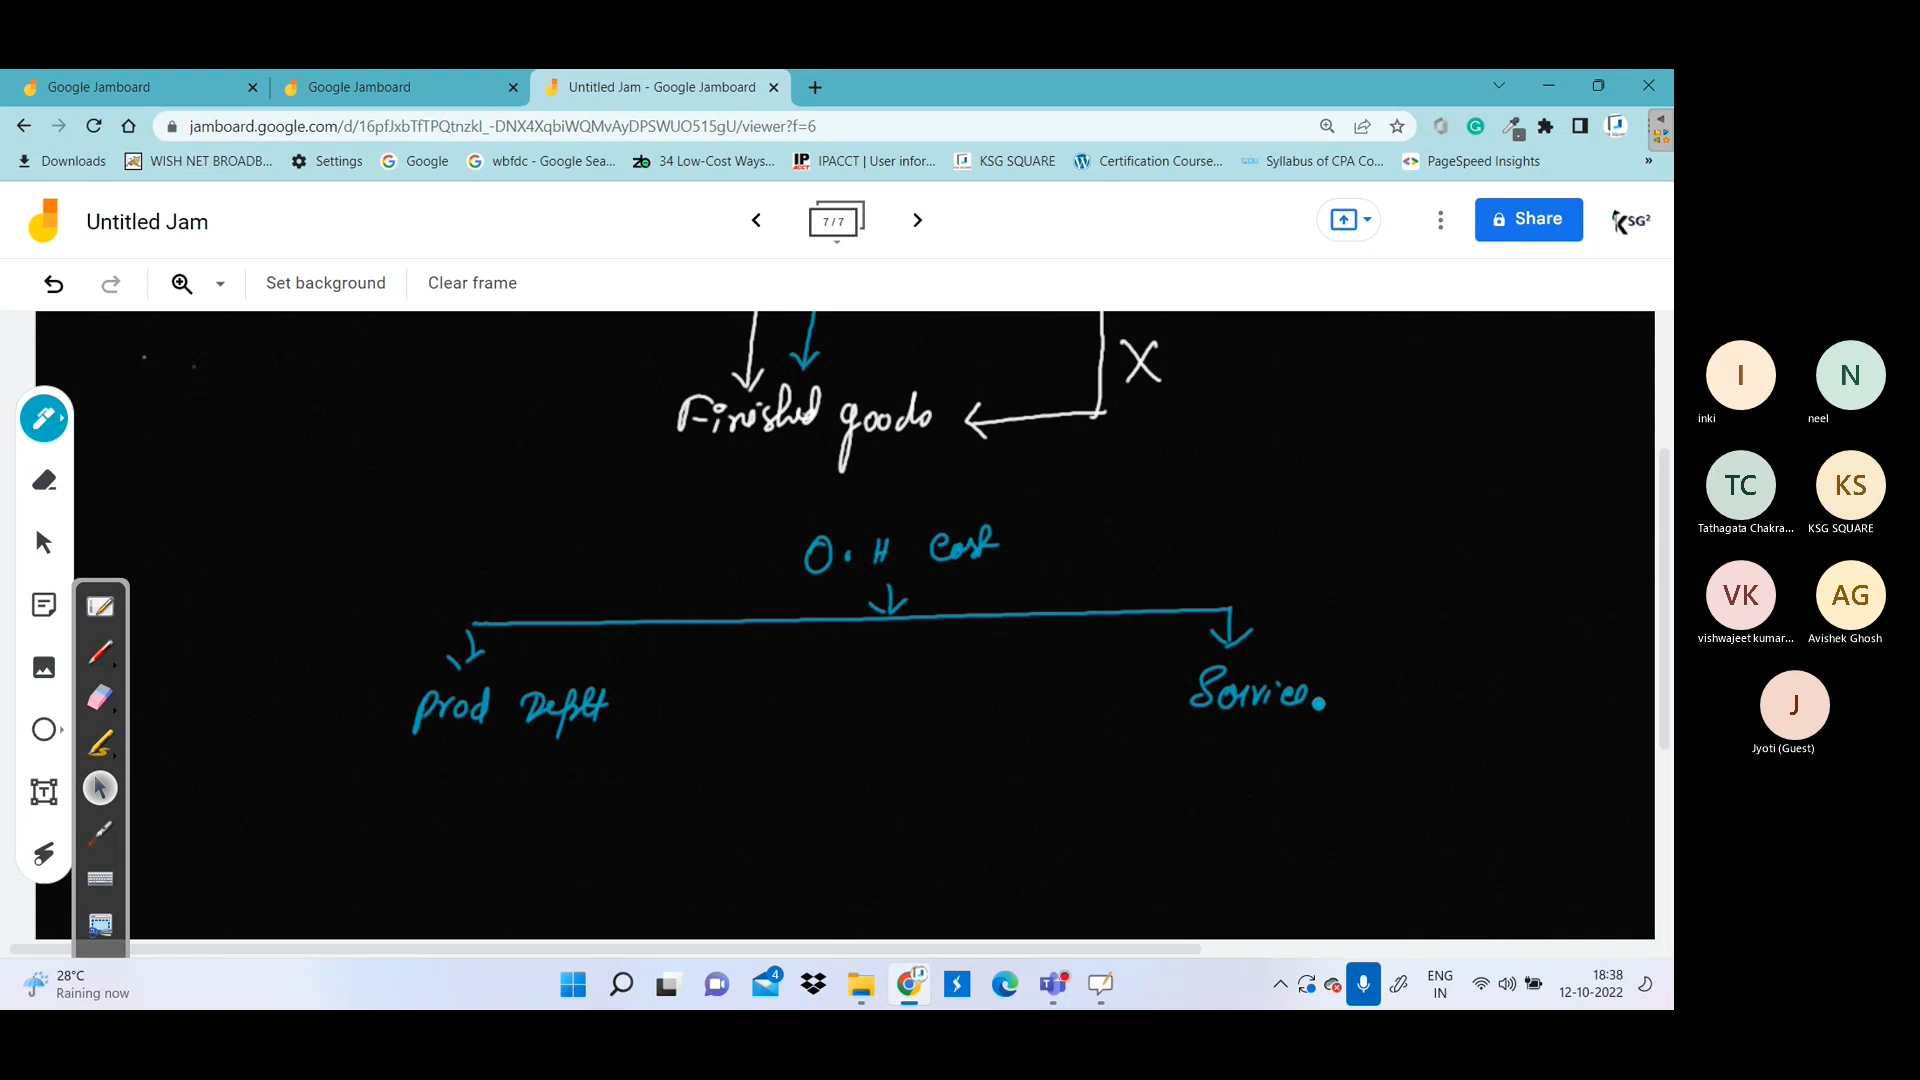 Google Jamboard
Google Jamboard
Untitled Jam - Google Jamboard
jamboard.google.com/d/16pfJxbTfTPQtnzkI_-DNX4XqbiWQMvAyDPSWUO515gU/viewer?f=6
Downloads
WISH NET BROADB...
Settings
Google
wbfdc - Google Sea...
34 Low-Cost Ways...
IPACCT | User infor...
KSG SQUARE
Certification Course...
Syllabus of CPA Co...
PageSpeed Insights
»
Untitled Jam
7 / 7
Share
KSG²
Set background
Clear frame
X
Finished goods
O.H Cost
Prod Deptt
Service.
I
inki
N
neel
TC
Tathagata Chakra...
KS
KSG SQUARE
VK
vishwajeet kumar...
AG
Avishek Ghosh
J
Jyoti (Guest)
28°C
Raining now
4
ENG
IN
18:38
12-10-2022